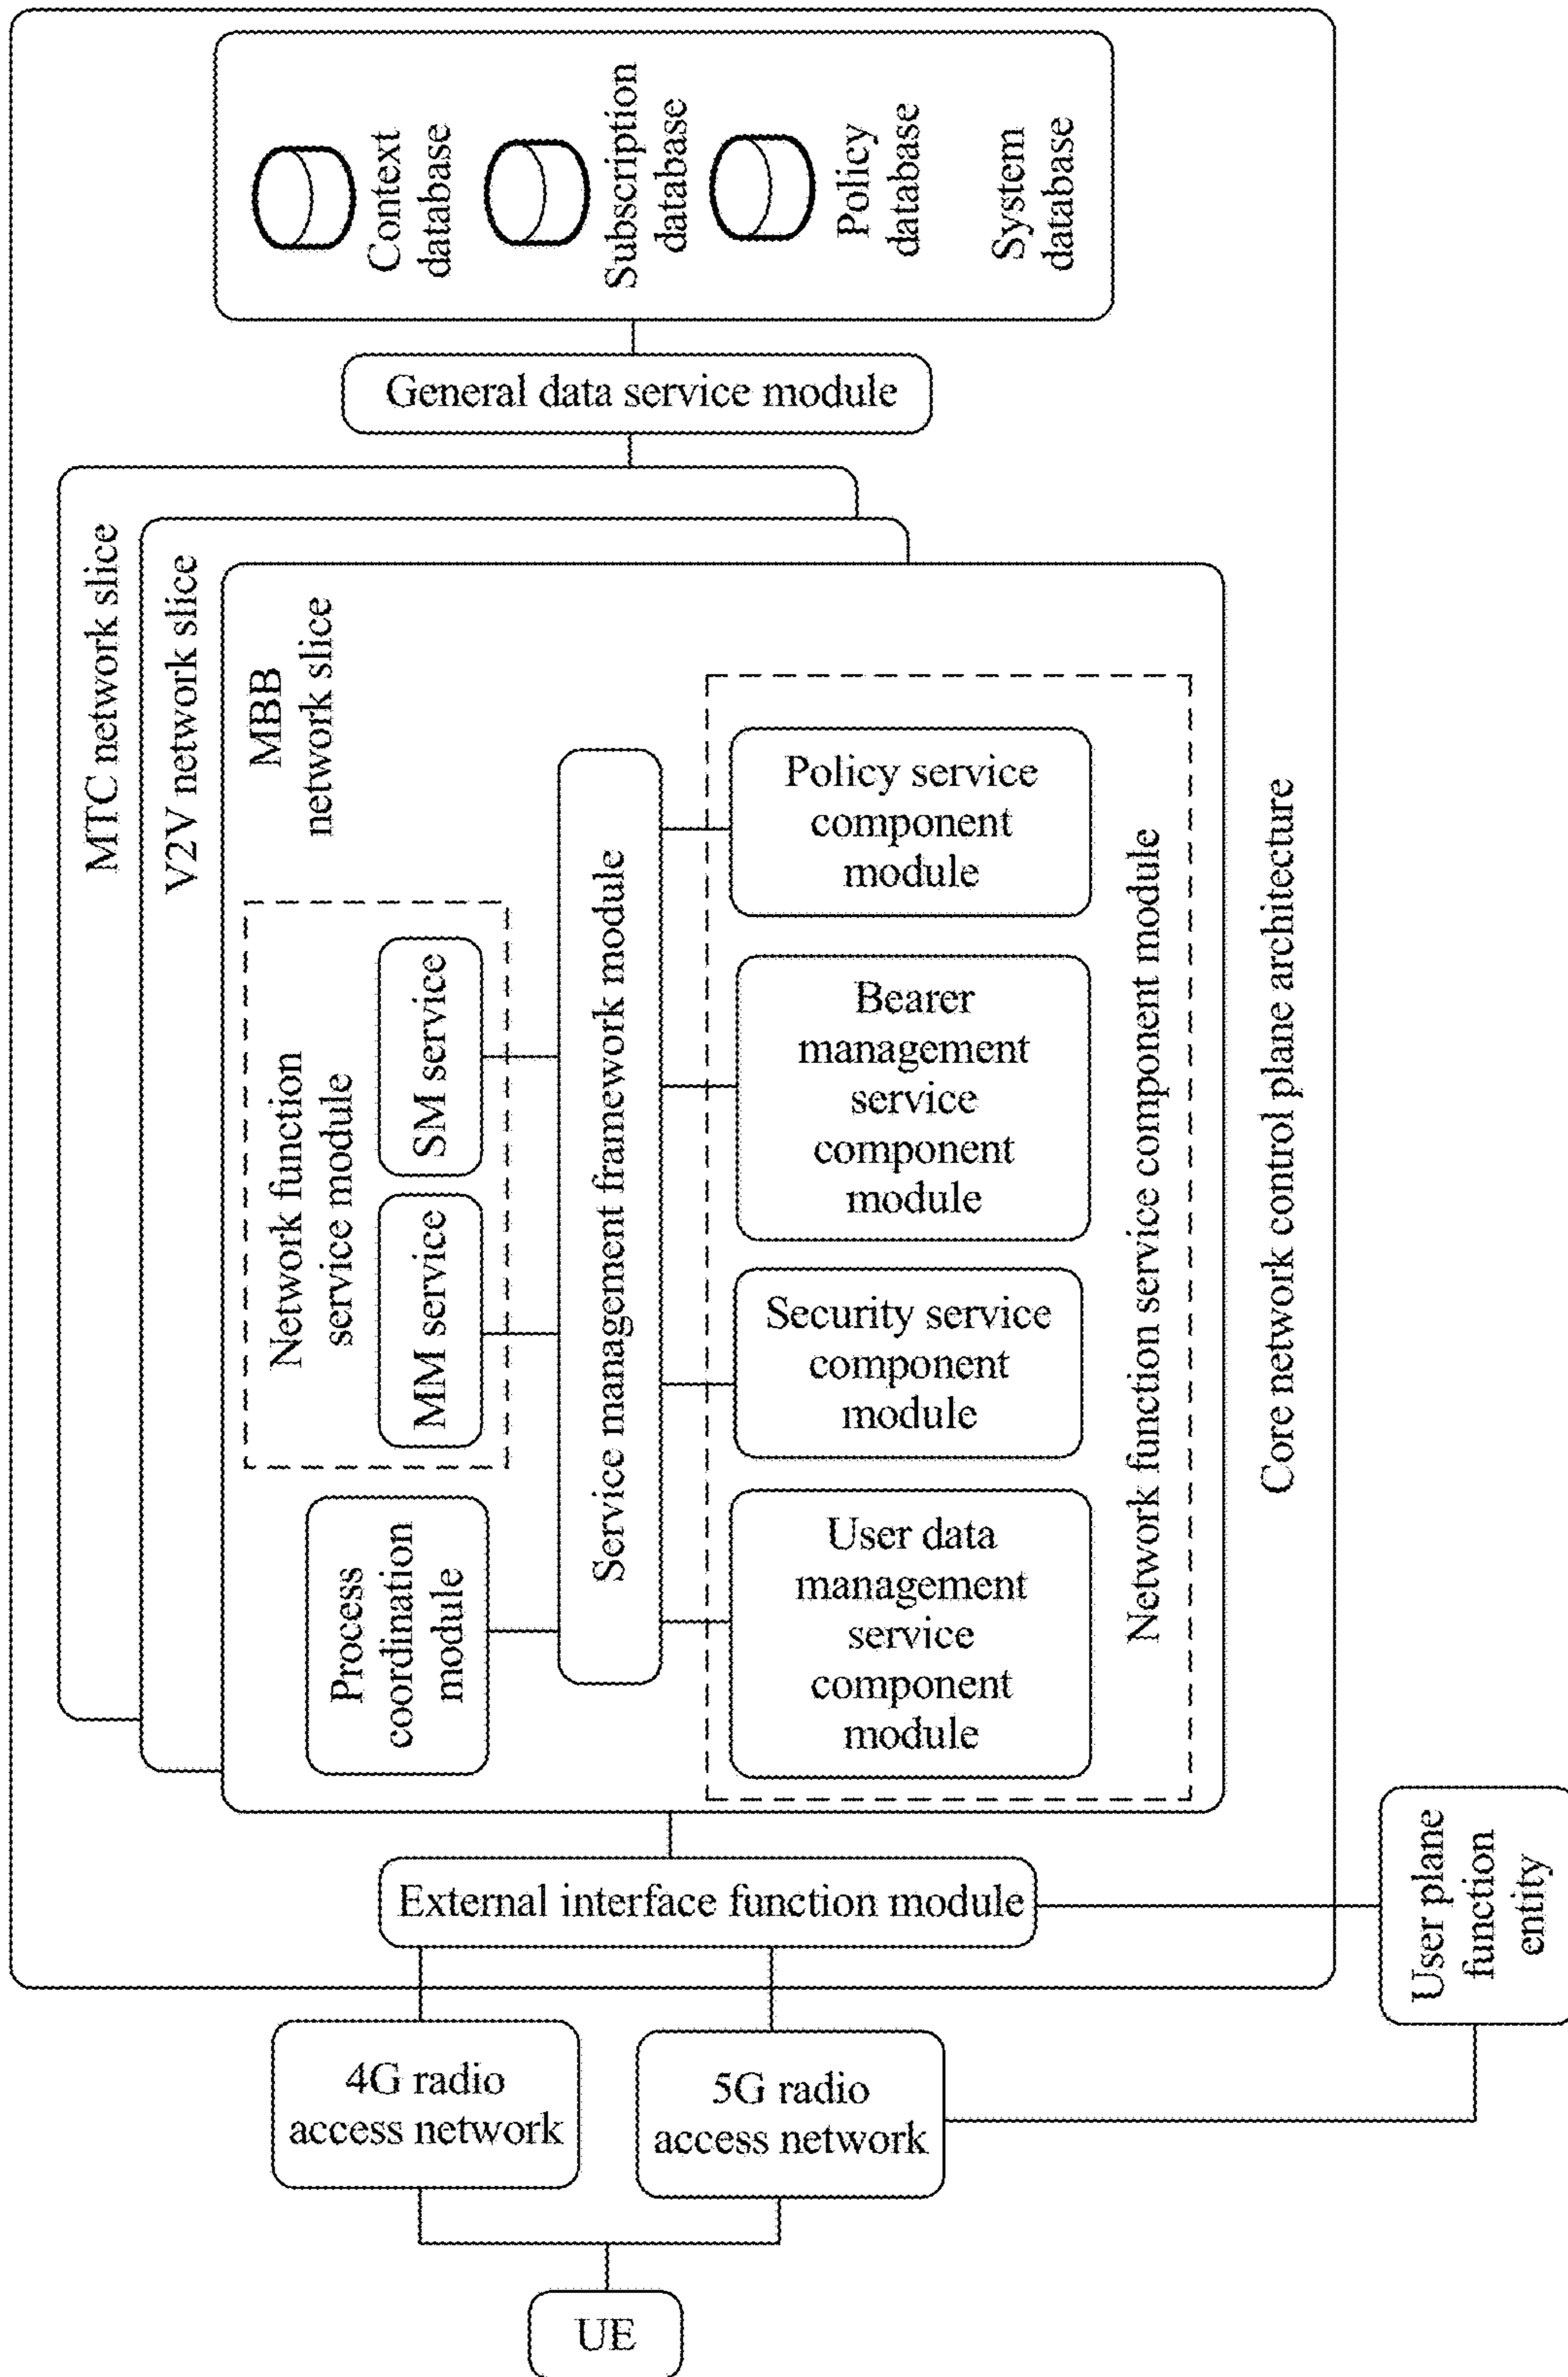 MTC network slice
V2V network slice
MBB
network slice
Process
coordination
module
Network function
service module
MM service
SM service
Service management framework module
User data
management
service
component
module
Security service
component
module
Bearer
management
service
component
module
Policy service
component
module
Network function service component module
Core network control plane architecture
UE
4G radio
access network
5G radio
access network
External interface function module
User plane
function
entity
General data service module
Context
database
Subscription
database
Policy
database
System
database